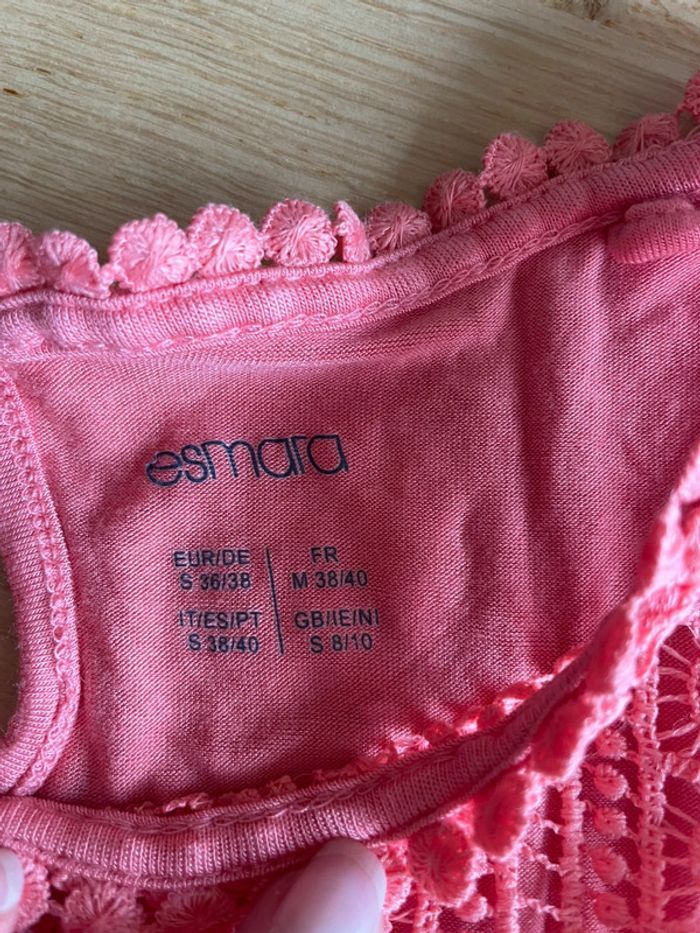 esmara
EUR/DE
S 36/38
FR
M 38/40
IT/ES/PT
S 38/40
GB/IE/NI
S 8/10